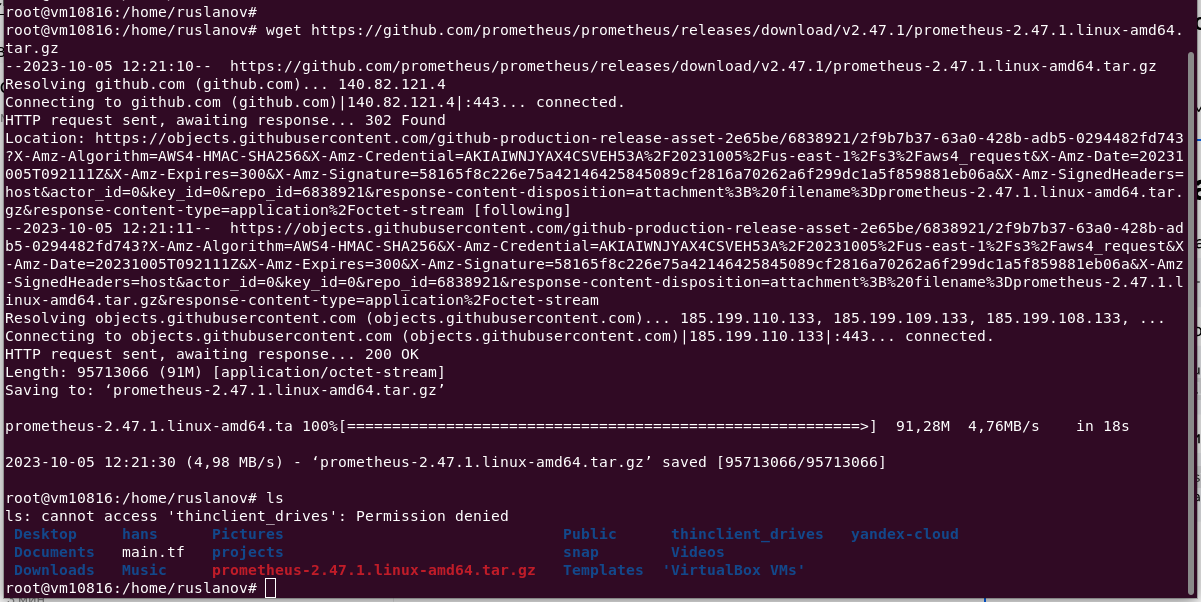 root@vm10816:/home/ruslanov#
root@vm10816:/home/ruslanov# wget https://github.com/prometheus/prometheus/releases/download/v2.47.1/prometheus-2.47.1.linux-amd64.
tar.gz
--2023-10-05 12:21:10--  https://github.com/prometheus/prometheus/releases/download/v2.47.1/prometheus-2.47.1.linux-amd64.tar.gz
Resolving github.com (github.com)... 140.82.121.4
Connecting to github.com (github.com)|140.82.121.4|:443... connected.
HTTP request sent, awaiting response... 302 Found
Location: https://objects.githubusercontent.com/github-production-release-asset-2e65be/6838921/2f9b7b37-63a0-428b-adb5-0294482fd743
?X-Amz-Algorithm=AWS4-HMAC-SHA256&X-Amz-Credential=AKIAIWNJYAX4CSVEH53A%2F20231005%2Fus-east-1%2Fs3%2Faws4_request&X-Amz-Date=20231
005T092111Z&X-Amz-Expires=300&X-Amz-Signature=58165f8c226e75a42146425845089cf2816a70262a6f299dc1a5f859881eb06a&X-Amz-SignedHeaders=
host&actor_id=0&key_id=0&repo_id=6838921&response-content-disposition=attachment%3B%20filename%3Dprometheus-2.47.1.linux-amd64.tar.
gz&response-content-type=application%2Foctet-stream [following]
--2023-10-05 12:21:11--  https://objects.githubusercontent.com/github-production-release-asset-2e65be/6838921/2f9b7b37-63a0-428b-ad
b5-0294482fd743?X-Amz-Algorithm=AWS4-HMAC-SHA256&X-Amz-Credential=AKIAIWNJYAX4CSVEH53A%2F20231005%2Fus-east-1%2Fs3%2Faws4_request&X
-Amz-Date=20231005T092111Z&X-Amz-Expires=300&X-Amz-Signature=58165f8c226e75a42146425845089cf2816a70262a6f299dc1a5f859881eb06a&X-Amz
-SignedHeaders=host&actor_id=0&key_id=0&repo_id=6838921&response-content-disposition=attachment%3B%20filename%3Dprometheus-2.47.1.l
inux-amd64.tar.gz&response-content-type=application%2Foctet-stream
Resolving objects.githubusercontent.com (objects.githubusercontent.com)... 185.199.110.133, 185.199.109.133, 185.199.108.133, ...
Connecting to objects.githubusercontent.com (objects.githubusercontent.com)|185.199.110.133|:443... connected.
HTTP request sent, awaiting response... 200 OK
Length: 95713066 (91M) [application/octet-stream]
Saving to: ‘prometheus-2.47.1.linux-amd64.tar.gz’
prometheus-2.47.1.linux-amd64.ta 100%[=========================================================>]  91,28M  4,76MB/s    in 18s
2023-10-05 12:21:30 (4,98 MB/s) - ‘prometheus-2.47.1.linux-amd64.tar.gz’ saved [95713066/95713066]
root@vm10816:/home/ruslanov# ls
ls: cannot access 'thinclient_drives': Permission denied
Desktop     hans      Pictures                               Public      thinclient_drives   yandex-cloud
Documents   main.tf   projects                               snap        Videos
Downloads   Music     prometheus-2.47.1.linux-amd64.tar.gz   Templates  'VirtualBox VMs'
root@vm10816:/home/ruslanov#